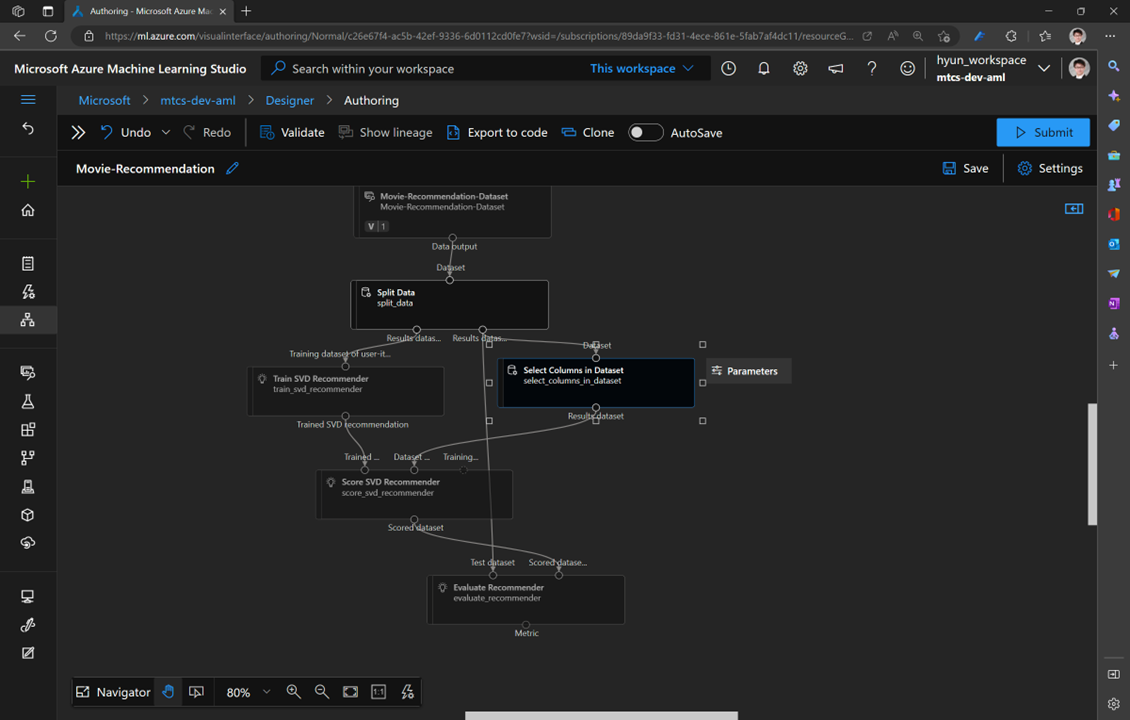 Authoring - Microsoft Azure Mac
https://ml.azure.com/visualinterface/authoring/Normal/c26e67f4-ac5b-42ef-9336-6d0112cd0fe7?wsid=/subscriptions/89da9f33-fd31-4ece-861e-5fab7af4dc11/resourceG...
Microsoft Azure Machine Learning Studio
Search within your workspace
This workspace
hyun_workspace
mtcs-dev-aml
Microsoft > mtcs-dev-aml > Designer > Authoring
Undo
Redo
Validate
Show lineage
Export to code
Clone
AutoSave
Submit
Movie-Recommendation
Save
Settings
Movie-Recommendation-Dataset
Movie-Recommendation-Dataset
V | 1
Data output
Dataset
Split Data
split_data
Results datas...
Results datas...
Dataset
Training dataset of user-it...
Select Columns in Dataset
select_columns_in_dataset
Parameters
Train SVD Recommender
train_svd_recommender
Results dataset
Trained SVD recommendation
Trained ...
Dataset ...
Training...
Score SVD Recommender
score_svd_recommender
Scored dataset
Test dataset
Scored datase...
Evaluate Recommender
evaluate_recommender
Metric
Navigator
80%
1:1